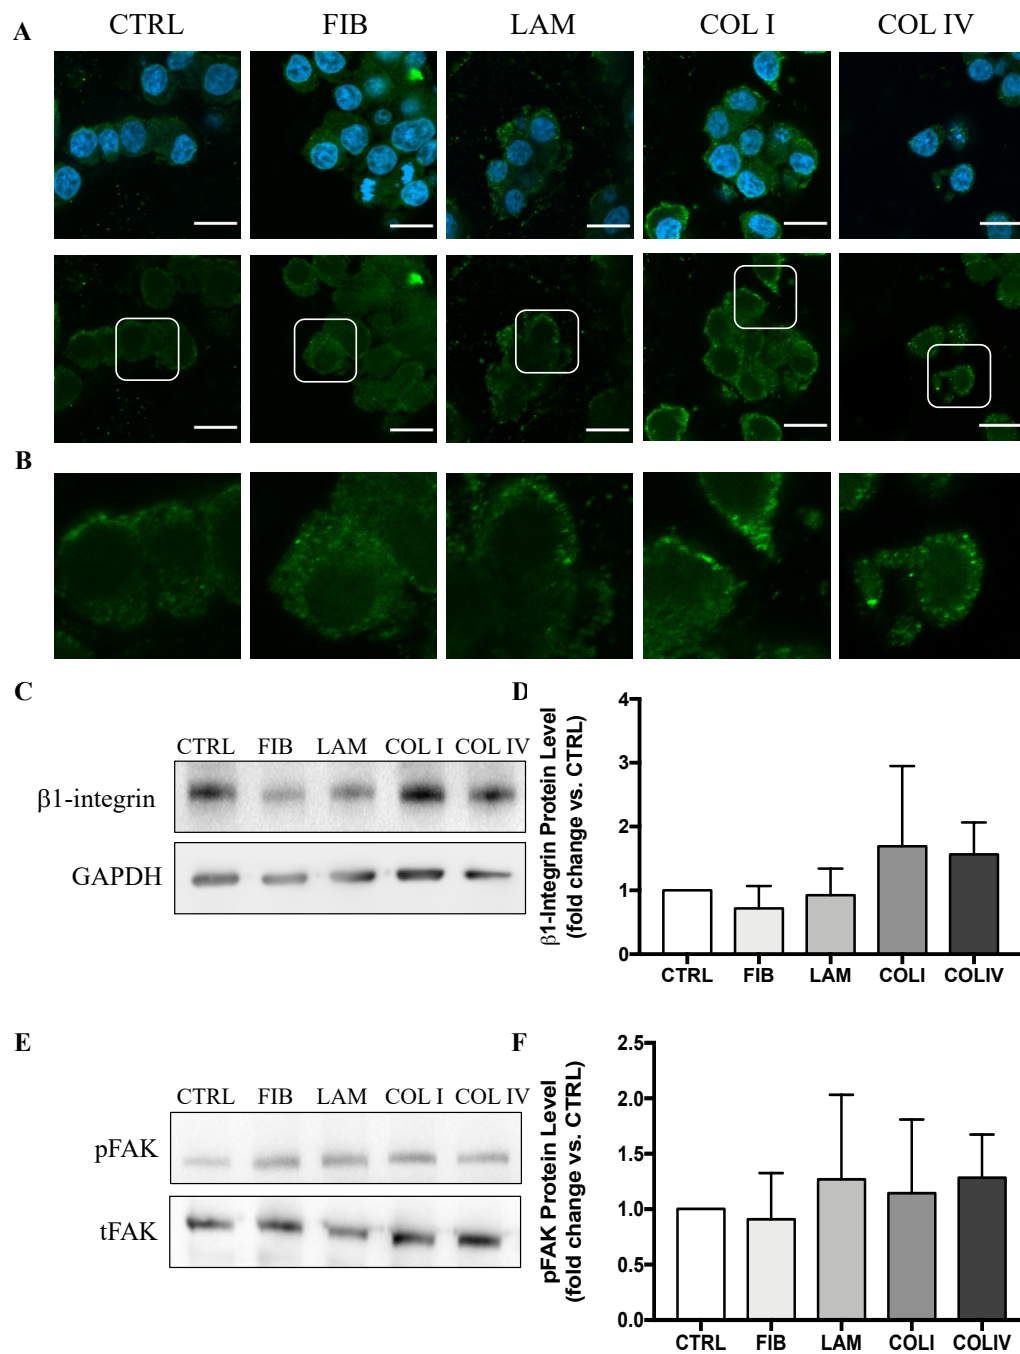 A
CTRL FIB LAM COL I COL IV
B
C
CTRL FIB LAM COL I COL IV
β1-integrin
GAPDH
D
β1-Integrin Protein Level
(fold change vs. CTRL)
4
3
2
1
0
CTRL FIB LAM COLI COLIV
E
CTRL FIB LAM COL I COL IV
pFAK
tFAK
F
pFAK Protein Level
(fold change vs. CTRL)
2.5
2.0
1.5
1.0
0.5
0.0
CTRL FIB LAM COLI COLIV